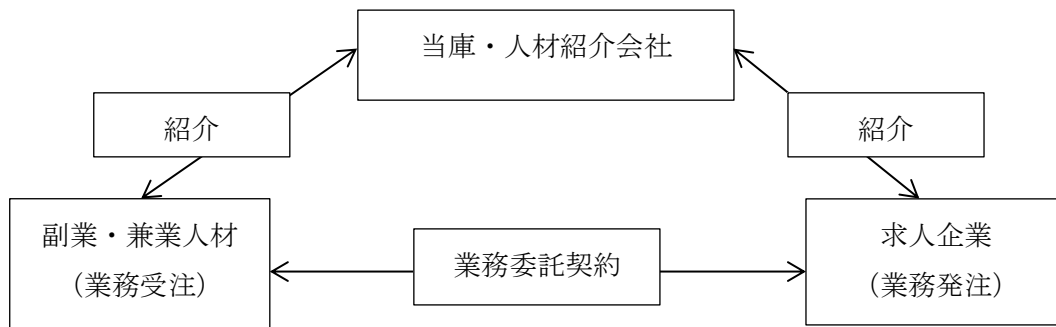 当庫・人材紹介会社
紹介
紹介
副業・兼業人材
（業務受注）
業務委託契約
求人企業
（業務発注）